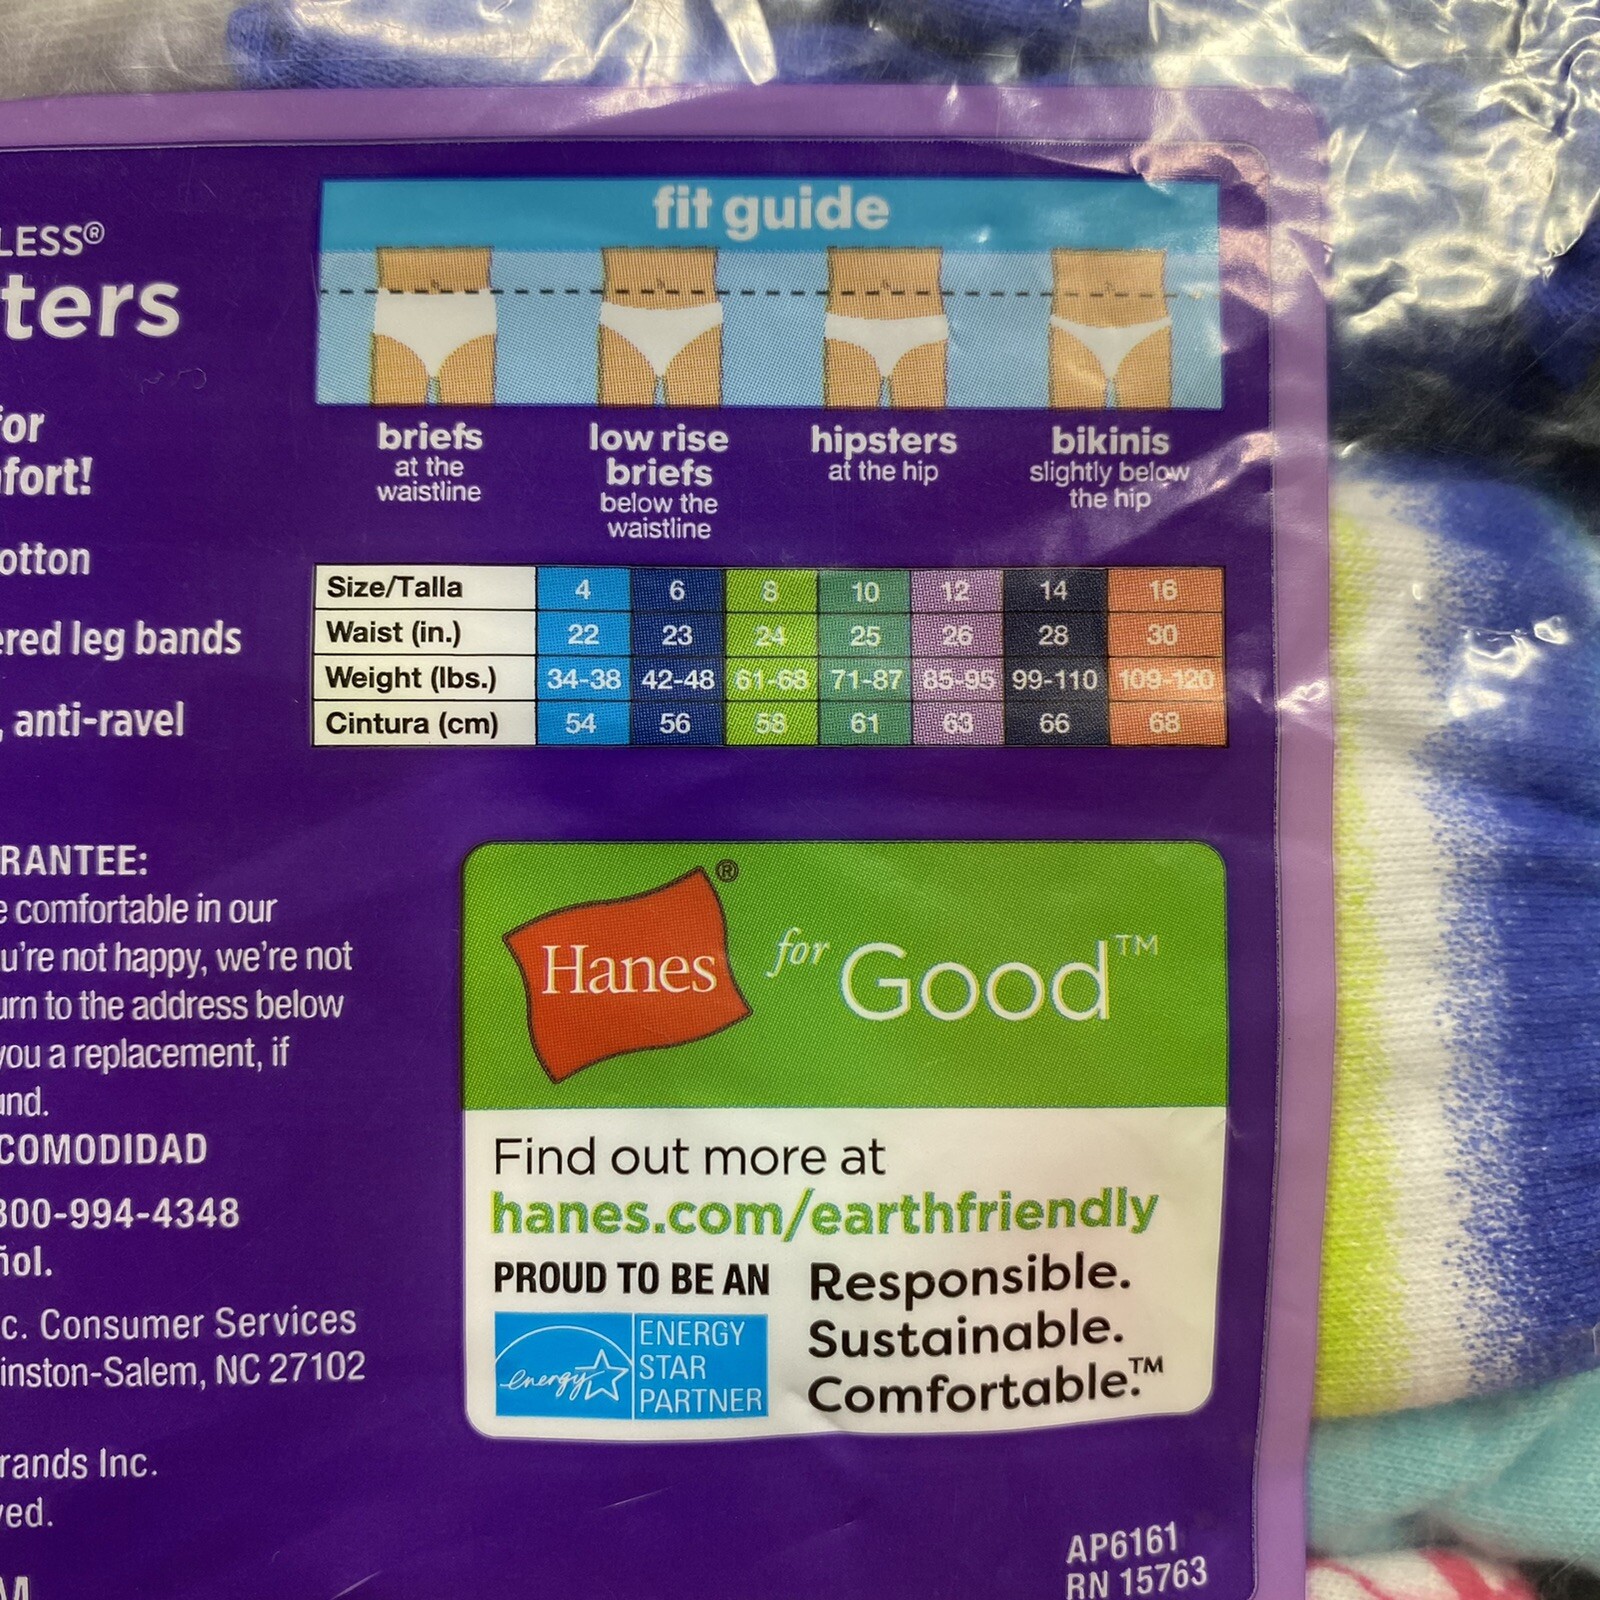 LESS®
ters
for
fort!
otton
ered leg bands
, anti-ravel
fit guide
briefs
at the
waistline
low rise
briefs
below the
waistline
hipsters
at the hip
bikinis
slightly below
the hip
Size/Talla 4 6 8 10 12 14 16
Waist (in.) 22 23 24 25 26 28 30
Weight (lbs.) 34-38 42-48 61-68 71-87 85-95 99-110 109-120
Cintura (cm) 54 56 58 61 63 66 68
RANTEE:
e comfortable in our
u're not happy, we're not
urn to the address below
you a replacement, if
und.
COMODIDAD
800-994-4348
ñol.
c. Consumer Services
inston-Salem, NC 27102
rands Inc.
ved.
Hanes® for Good™
Find out more at
hanes.com/earthfriendly
PROUD TO BE AN
energy
ENERGY
STAR
PARTNER
Responsible.
Sustainable.
Comfortable.™
AP6161
RN 15763